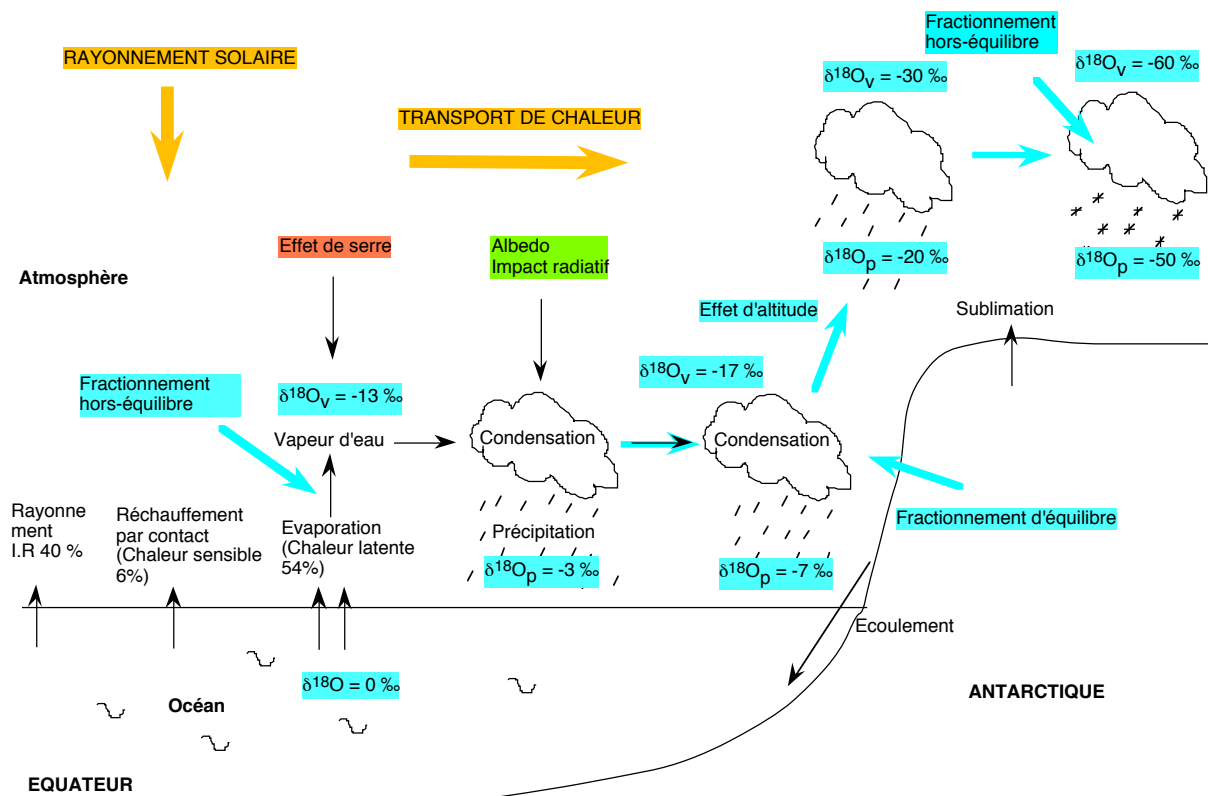 RAYONNEMENT SOLAIRE
TRANSPORT DE CHALEUR
Fractionnement
hors-équilibre
δ18Ov = -30 ‰
δ18Ov = -60 ‰
δ18Op = -20 ‰
δ18Op = -50 ‰
Effet de serre
Albedo
Impact radiatif
Atmosphère
Effet d'altitude
Sublimation
Fractionnement
hors-équilibre
δ18Ov = -13 ‰
δ18Ov = -17 ‰
Vapeur d'eau
Condensation
Condensation
Rayonne
ment
I.R 40 %
Réchauffement
par contact
(Chaleur sensible
6%)
Evaporation
(Chaleur latente
54%)
Précipitation
δ18Op = -3 ‰
δ18Op = -7 ‰
Fractionnement d'équilibre
Ecoulement
δ18O = 0 ‰
Océan
ANTARCTIQUE
EQUATEUR